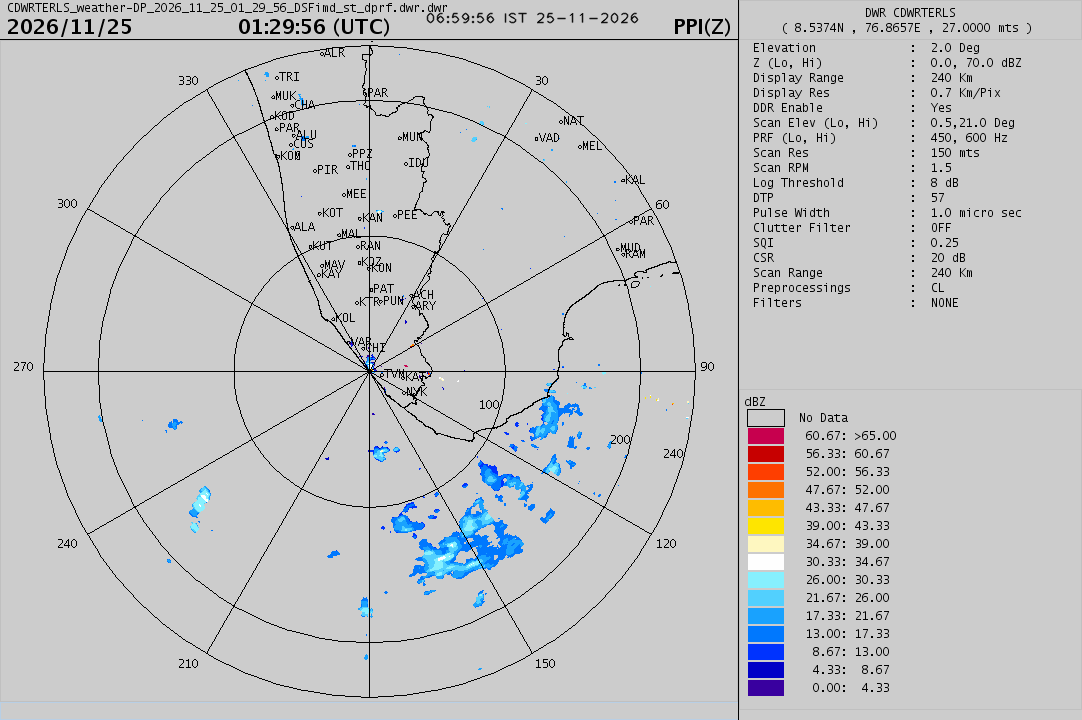 CDWRTERLS_weather-DP_2026_11_25_01_29_56_DSFimd_st_dprf.dwr.dwr
2026/11/25 01:29:56 (UTC) 06:59:56 IST 25-11-2026 PPI(Z)
DWR CDWRTERLS
( 8.5374N , 76.8657E , 27.0000 mts )
Elevation : 2.0 Deg
Z (Lo, Hi) : 0.0, 70.0 dBZ
Display Range : 240 Km
Display Res : 0.7 Km/Pix
DDR Enable : Yes
Scan Elev (Lo, Hi) : 0.5,21.0 Deg
PRF (Lo, Hi) : 450, 600 Hz
Scan Res : 150 mts
Scan RPM : 1.5
Log Threshold : 8 dB
DTP : 57
Pulse Width : 1.0 micro sec
Clutter Filter : OFF
SQI : 0.25
CSR : 20 dB
Scan Range : 240 Km
Preprocessings : CL
Filters : NONE
dBZ
No Data
60.67: >65.00
56.33: 60.67
52.00: 56.33
47.67: 52.00
43.33: 47.67
39.00: 43.33
34.67: 39.00
30.33: 34.67
26.00: 30.33
21.67: 26.00
17.33: 21.67
13.00: 17.33
8.67: 13.00
4.33: 8.67
0.00: 4.33
ALR
TRI
330
30
MUK
PAR
CHA
KOD
NAT
PAR
ALU
MUN
VAD
COS
MEL
PPZ
THO
IDU
PIR
KAL
MEE
300
60
KOT
KAN
PEE
PAR
ALA
MAL
KUT
RAN
MUD
RAM
MAV
KOZ
KON
KAY
PAT
ACH
KTR
PUN
ARY
KOL
VAR
CHI
270
90
TVM
KAT
NYK
100
200
240
240
120
210
150